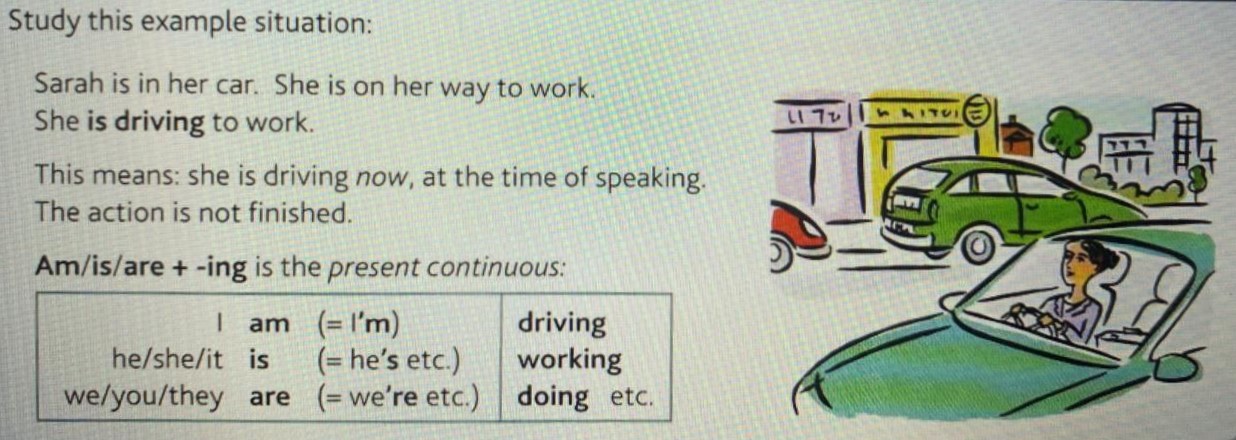 Study this example situation:
Sarah is in her car. She is on her way to work.
She is driving to work.
This means: she is driving now, at the time of speaking.
The action is not finished.
Am/is/are + -ing is the present continuous:
I am (= I'm) driving
he/she/it is (= he's etc.) working
we/you/they are (= we're etc.) doing etc.